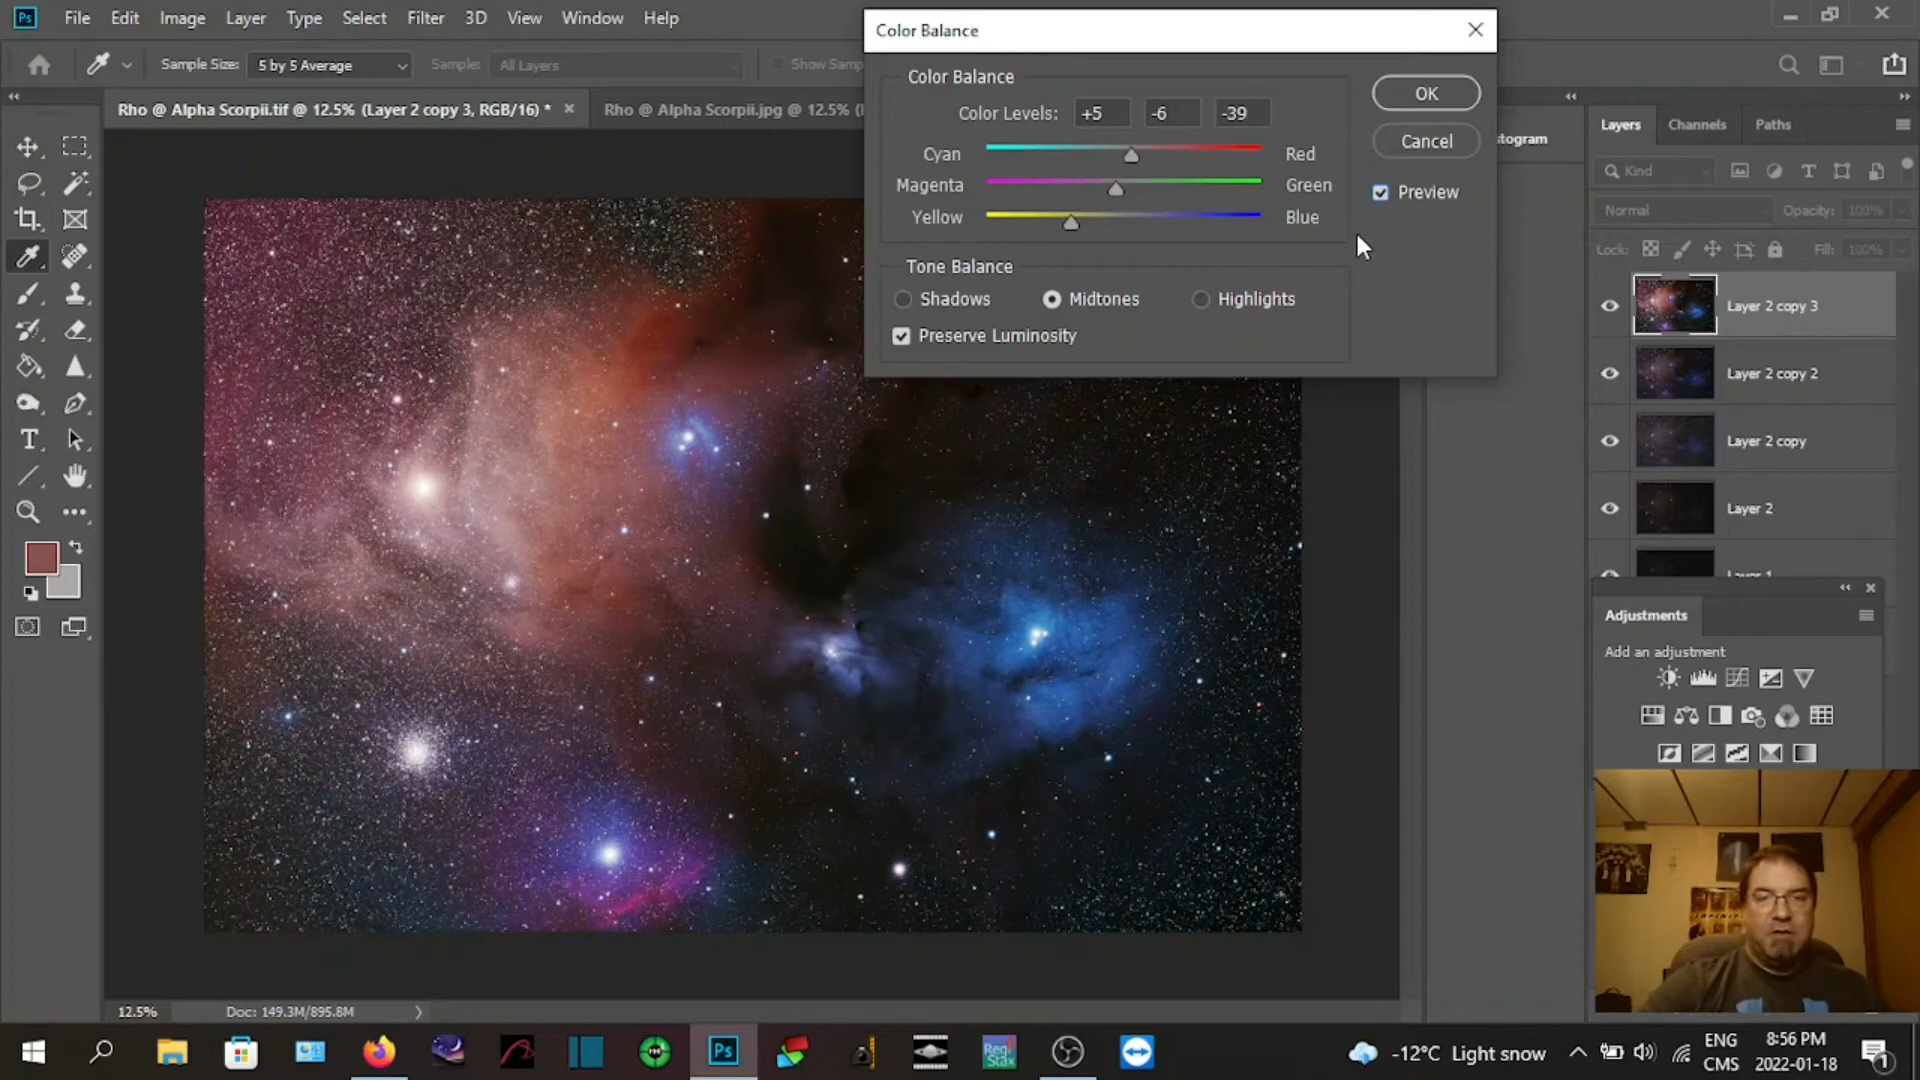 Ps File Edit Image Layer Type Select Filter 3D View Window Help
Color Balance
Sample Size: 5 by 5 Average Sample: All Layers Show Samp
Rho @ Alpha Scorpii.tif @ 12.5% (Layer 2 copy 3, RGB/16) *
Rho @ Alpha Scorpii.jpg @ 12.5%
Color Balance
Color Levels: +5 -6 -39
Cyan Red
Magenta Green
Yellow Blue
OK
Cancel
Preview
Tone Balance
Shadows Midtones Highlights
Preserve Luminosity
stogram
Layers Channels Paths
Kind
Normal Opacity: 100%
Lock: Fill: 100%
Layer 2 copy 3
Layer 2 copy 2
Layer 2 copy
Layer 2
Layer 1
Adjustments
Add an adjustment
T
12.5% Doc: 149.3M/895.8M
Ps
Regi
Stax
-12°C Light snow
ENG
CMS
8:56 PM
2022-01-18
1